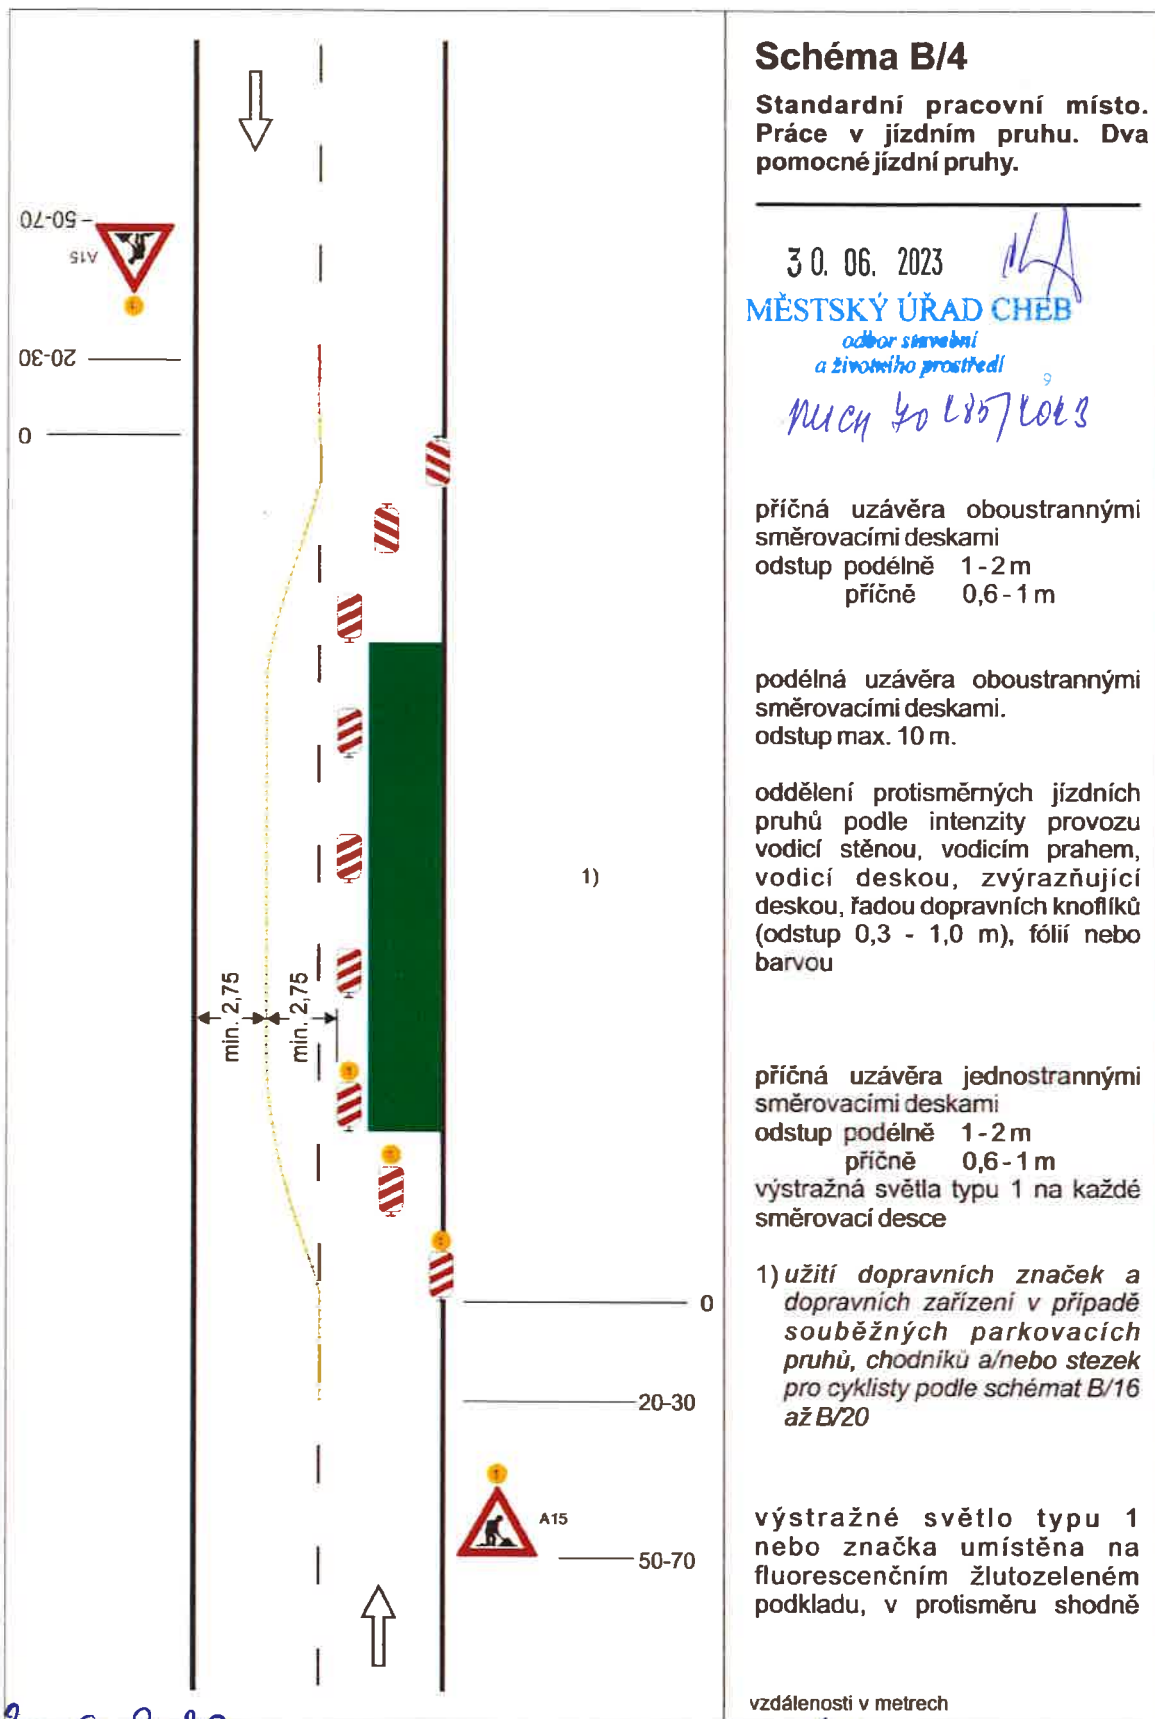 Schéma B/4
Standardní pracovní místo.
Práce v jízdním pruhu. Dva
pomocné jízdní pruhy.
30. 06. 2023
MĚSTSKÝ ÚŘAD CHEB
odbor stavební
a životního prostředí
příčná uzávěra oboustrannými
směrovacími deskami
odstup podélně 1-2 m
příčně 0,6-1 m
podélná uzávěra oboustrannými
směrovacími deskami.
odstup max. 10 m.
oddělení protisměrných jízdních
pruhů podle intenzity provozu
vodicí stěnou, vodicím prahem,
vodicí deskou, zvýrazňující
deskou, řadou dopravních knoflíků
(odstup 0,3 - 1,0 m), fólií nebo
barvou
příčná uzávěra jednostrannými
směrovacími deskami
odstup podélně 1-2 m
příčně 0,6-1 m
výstražná světla typu 1 na každé
směrovací desce
1) užití dopravních značek a
dopravních zařízení v případě
souběžných parkovacích
pruhů, chodníků a/nebo stezek
pro cyklisty podle schémat B/16
až B/20
výstražné světlo typu 1
nebo značka umístěna na
fluorescenčním žlutozeleném
podkladu, v protisměru shodně
vzdálenosti v metrech
50-70
A15
20-30
0
1)
min. 2,75
min. 2,75
0
20-30
1
A15
50-70